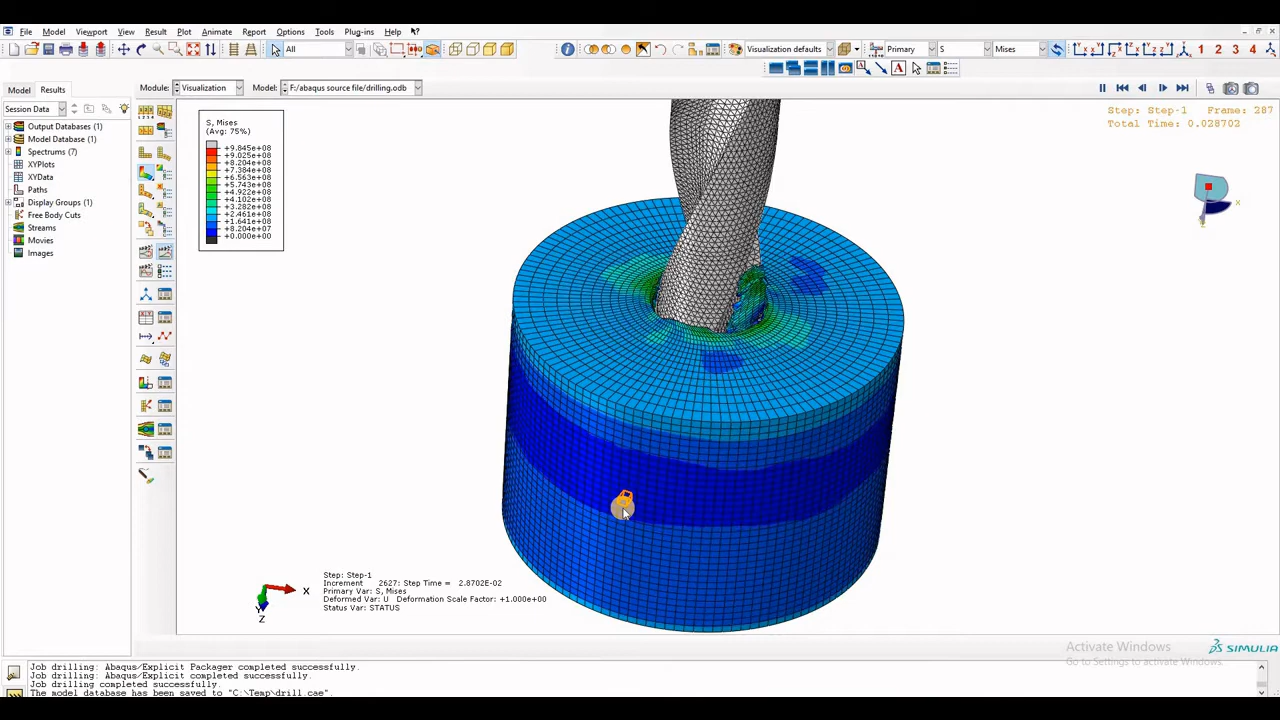 File Model Viewport View Result Plot Animate Report Options Tools Plug-ins Help
All
Visualization defaults
Primary
S
Mises
1 2 3 4
Model Results
Module: Visualization
Model: F:/abaqus source file/drilling.odb
Session Data
Output Databases (1)
Model Database (1)
Spectrums (7)
XYPlots
XYData
Paths
Display Groups (1)
Free Body Cuts
Streams
Movies
Images
S, Mises
(Avg: 75%)
+9.845e+08
+9.025e+08
+8.204e+08
+7.384e+08
+6.563e+08
+5.743e+08
+4.922e+08
+4.102e+08
+3.282e+08
+2.461e+08
+1.641e+08
+8.204e+07
+0.000e+00
Step: Step-1 Frame: 287
Total Time: 0.028702
X
Z
X
Y
Z
Step: Step-1
Increment 2627: Step Time = 2.8702E-02
Primary Var: S, Mises
Deformed Var: U Deformation Scale Factor: +1.000e+00
Status Var: STATUS
Activate Windows
Go to Settings to activate Windows.
SIMULIA
Job drilling: Abaqus/Explicit Packager completed successfully.
Job drilling: Abaqus/Explicit completed successfully.
Job drilling completed successfully.
The model database has been saved to "C:\Temp\drill.cae".